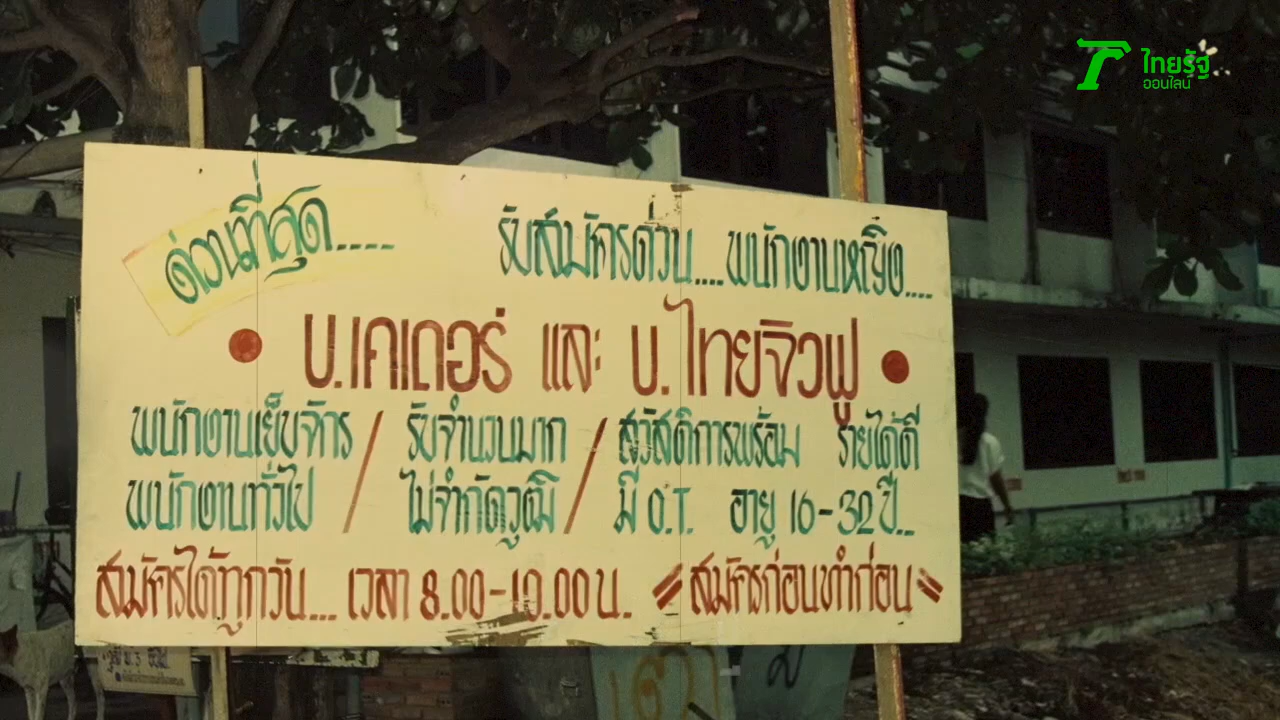 ไทยรัฐ
ออนไลน์
ด่วนที่สุด.....
รับสมัครด่วน....พนักงานหญิง....
• บ.เคเดอร์ และ บ.ไทยจิวฟู •
พนักงานเย็บจักร / รับจำนวนมาก / สวัสดิการพร้อม รายได้ดี
พนักงานทั่วไป / ไม่จำกัดวุฒิ / มี O.T. อายุ 16-32 ปี..
สมัครได้ทุกวัน.... เวลา 8.00-10.00 น. สมัครก่อนทำก่อน